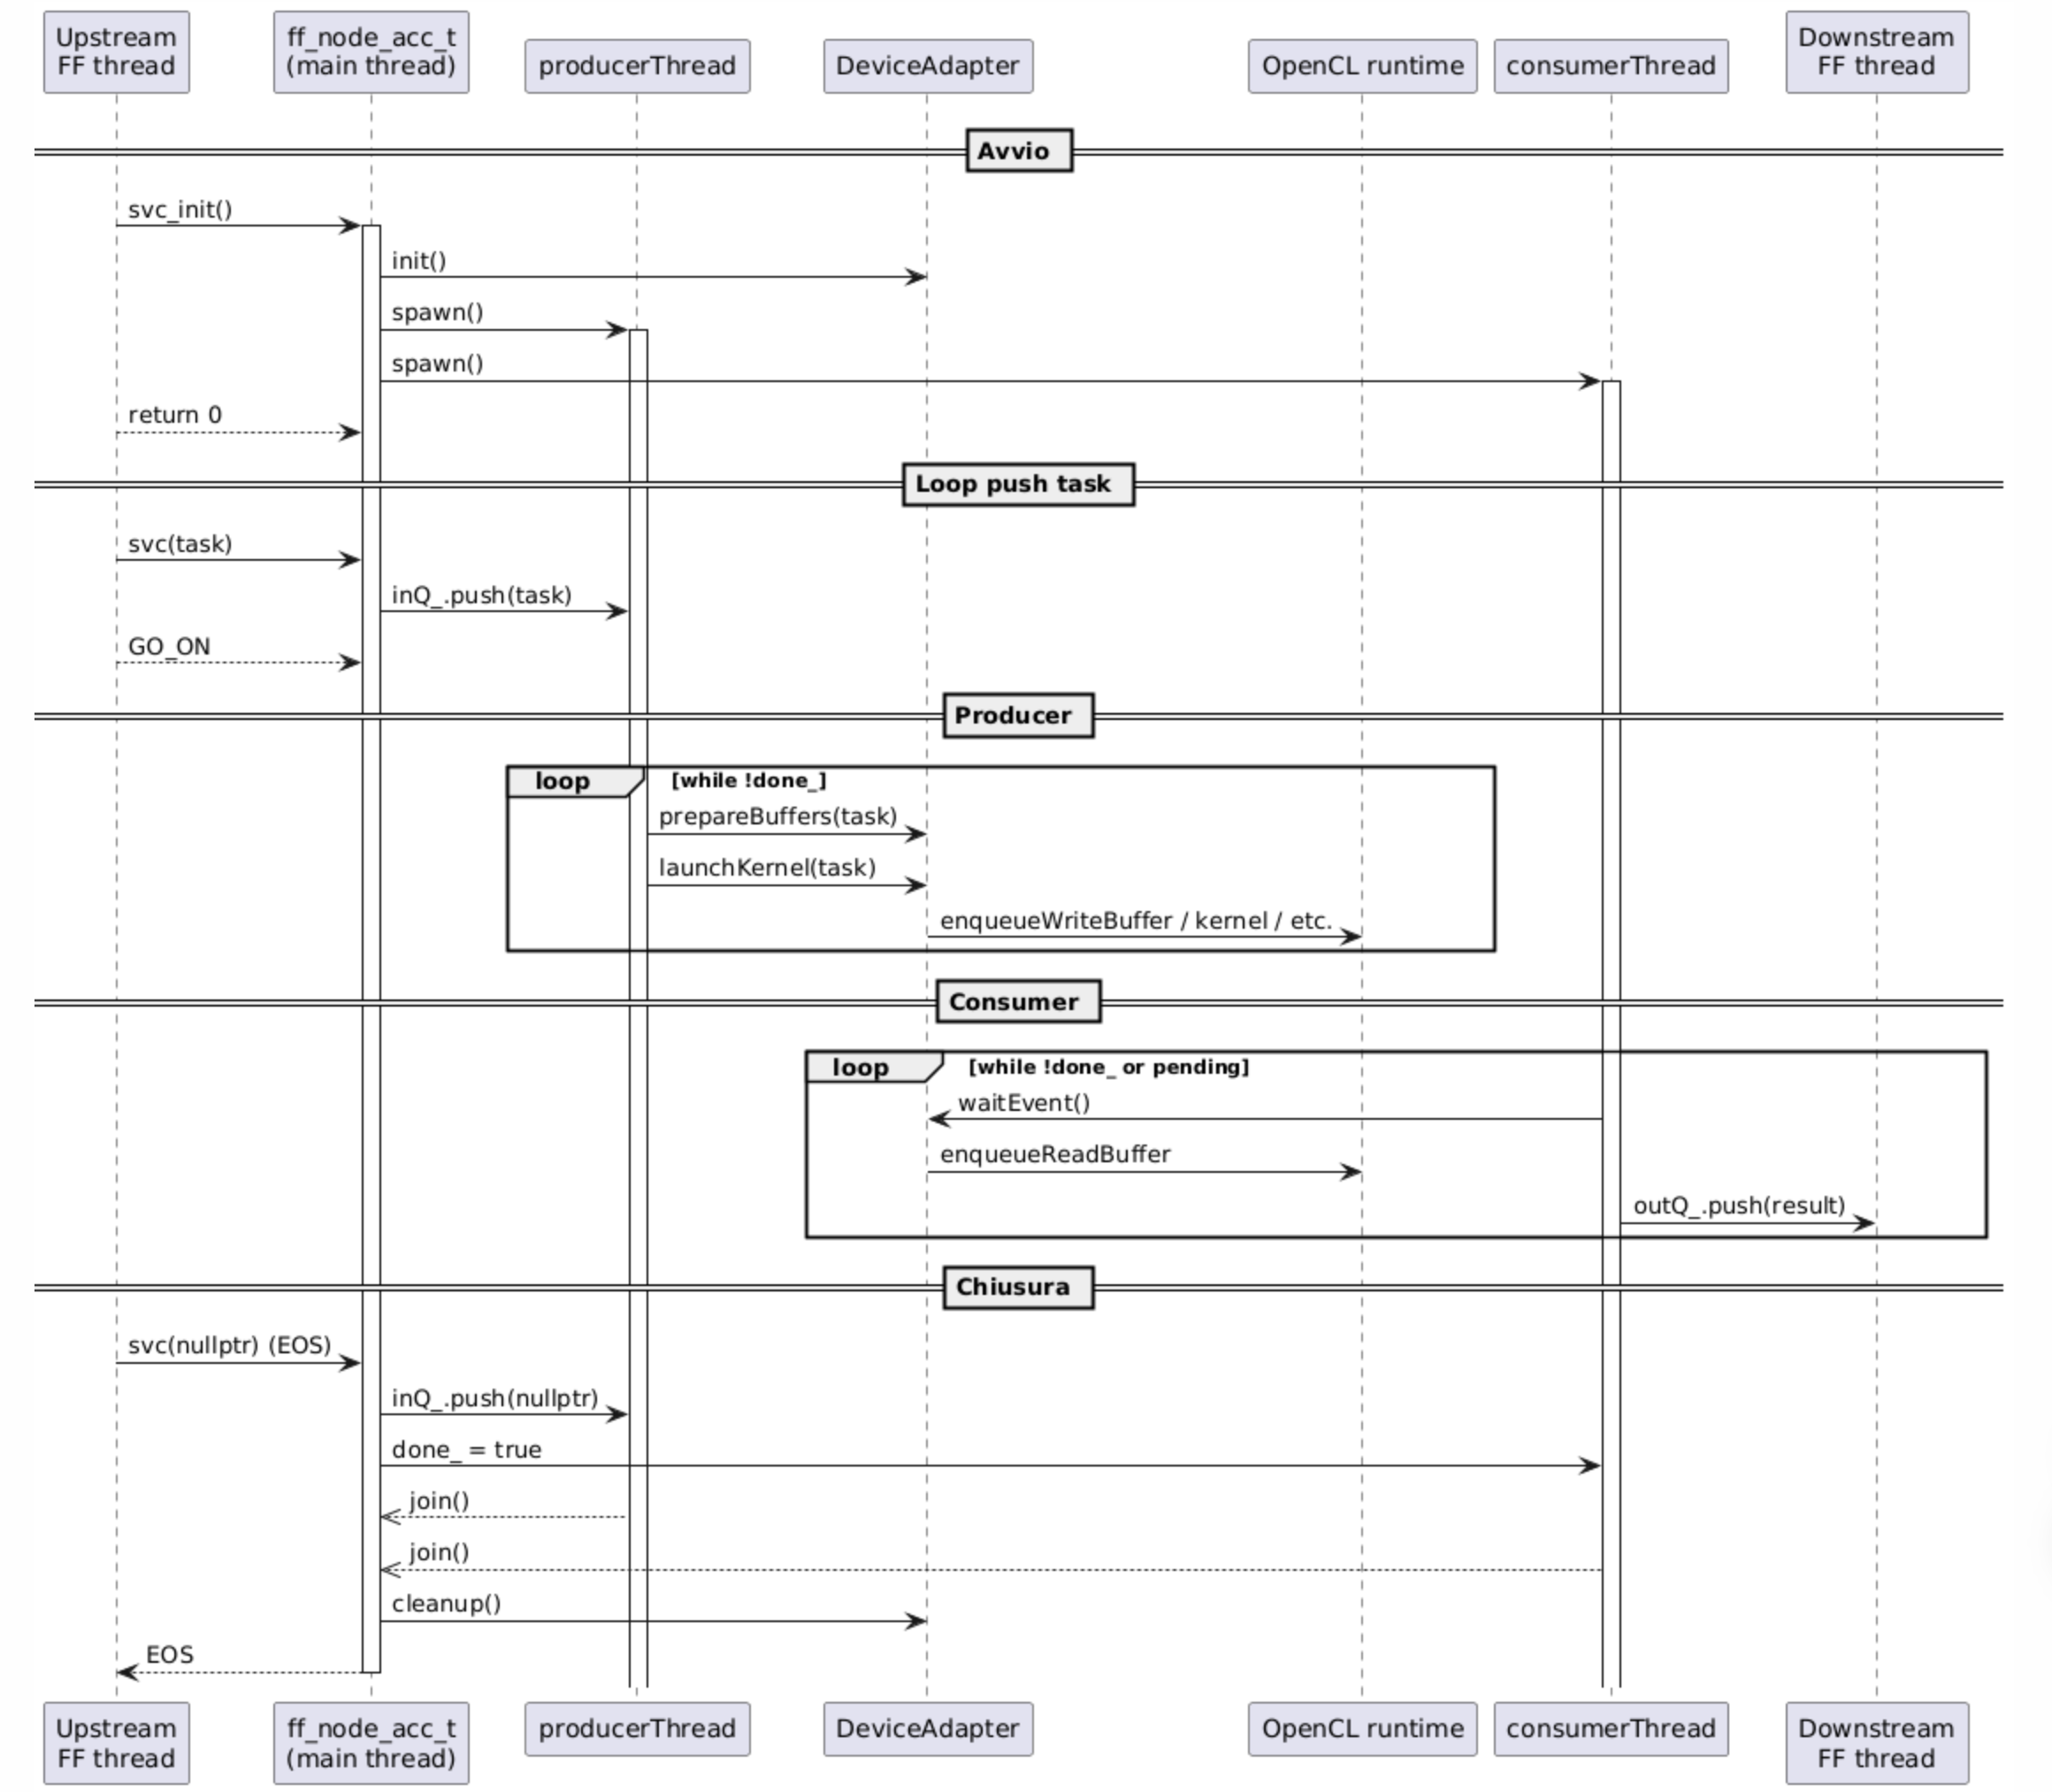 Upstream
FF thread
ff_node_acc_t
(main thread)
producerThread
DeviceAdapter
OpenCL runtime
consumerThread
Downstream
FF thread
Avvio
svc_init()
init()
spawn()
spawn()
return 0
Loop push task
svc(task)
inQ_.push(task)
GO_ON
Producer
loop [while !done_]
prepareBuffers(task)
launchKernel(task)
enqueueWriteBuffer / kernel / etc.
Consumer
loop [while !done_ or pending]
waitEvent()
enqueueReadBuffer
outQ_.push(result)
Chiusura
svc(nullptr) (EOS)
inQ_.push(nullptr)
done_ = true
join()
join()
cleanup()
EOS
Upstream
FF thread
ff_node_acc_t
(main thread)
producerThread
DeviceAdapter
OpenCL runtime
consumerThread
Downstream
FF thread